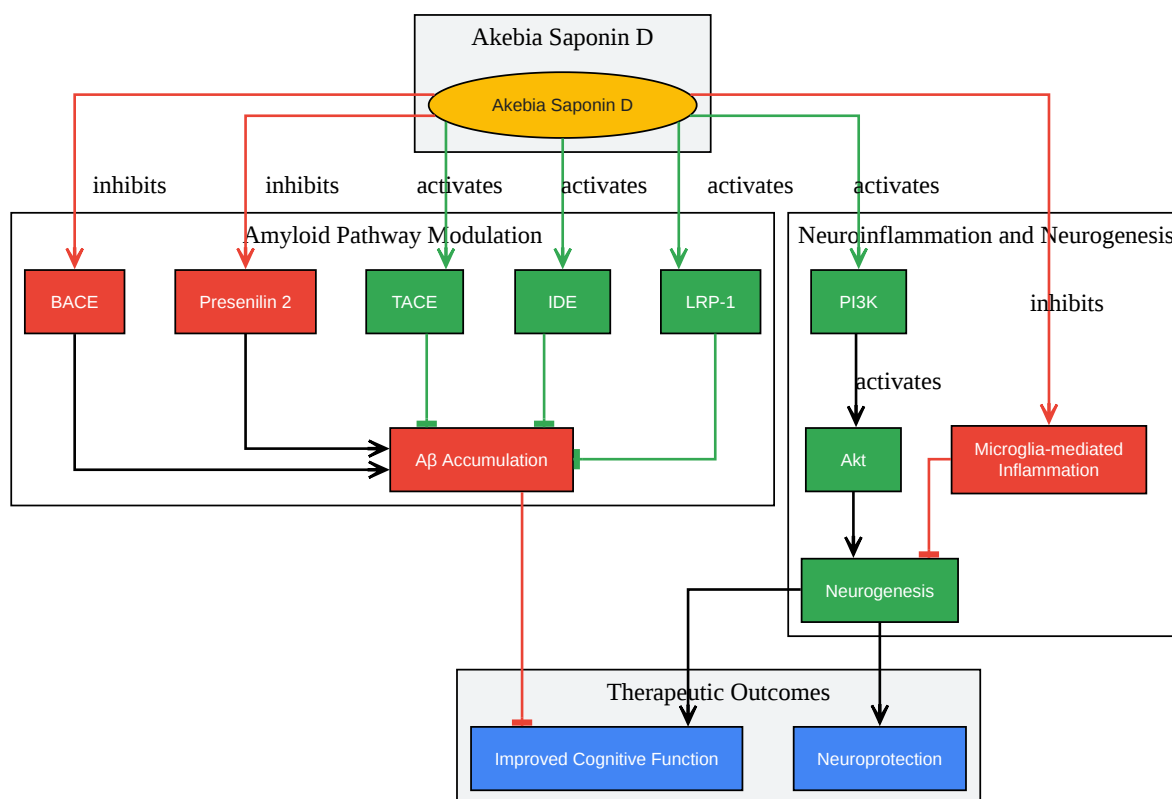 Akebia Saponin D
Akebia Saponin D
inhibits
inhibits
activates
activates
activates
activates
Amyloid Pathway Modulation
Neuroinflammation and Neurogenesis
BACE
Presenilin 2
TACE
IDE
LRP-1
PI3K
inhibits
activates
Aβ Accumulation
Akt
Microglia-mediated
Inflammation
Neurogenesis
Therapeutic Outcomes
Improved Cognitive Function
Neuroprotection